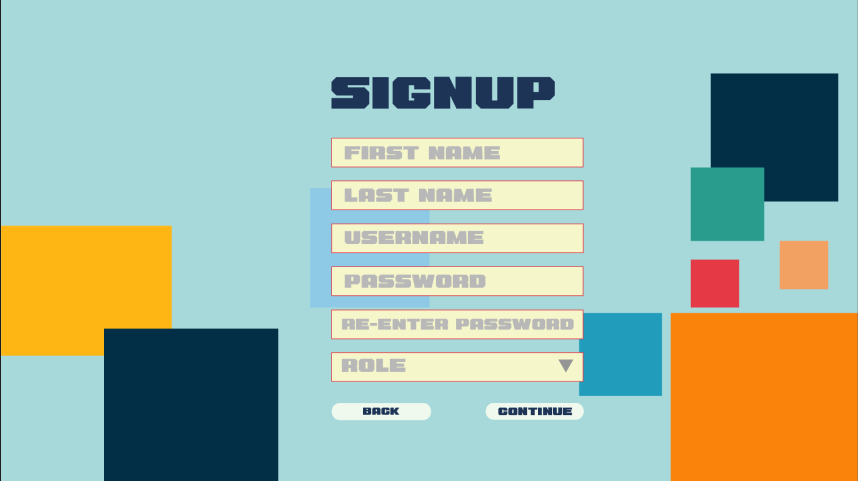 SIGNUP
FIRST NAME
LAST NAME
USERNAME
PASSWORD
RE-ENTER PASSWORD
ROLE
BACK CONTINUE